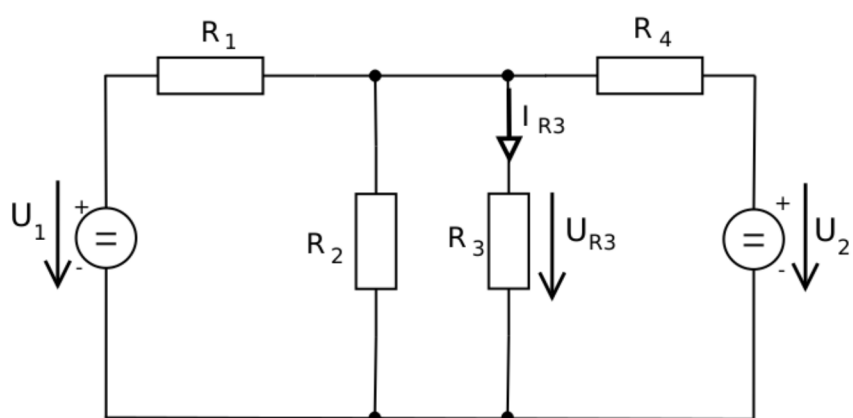 R1
R4
IR3
U1
+
=
-
R2
R3
UR3
+
=
-
U2